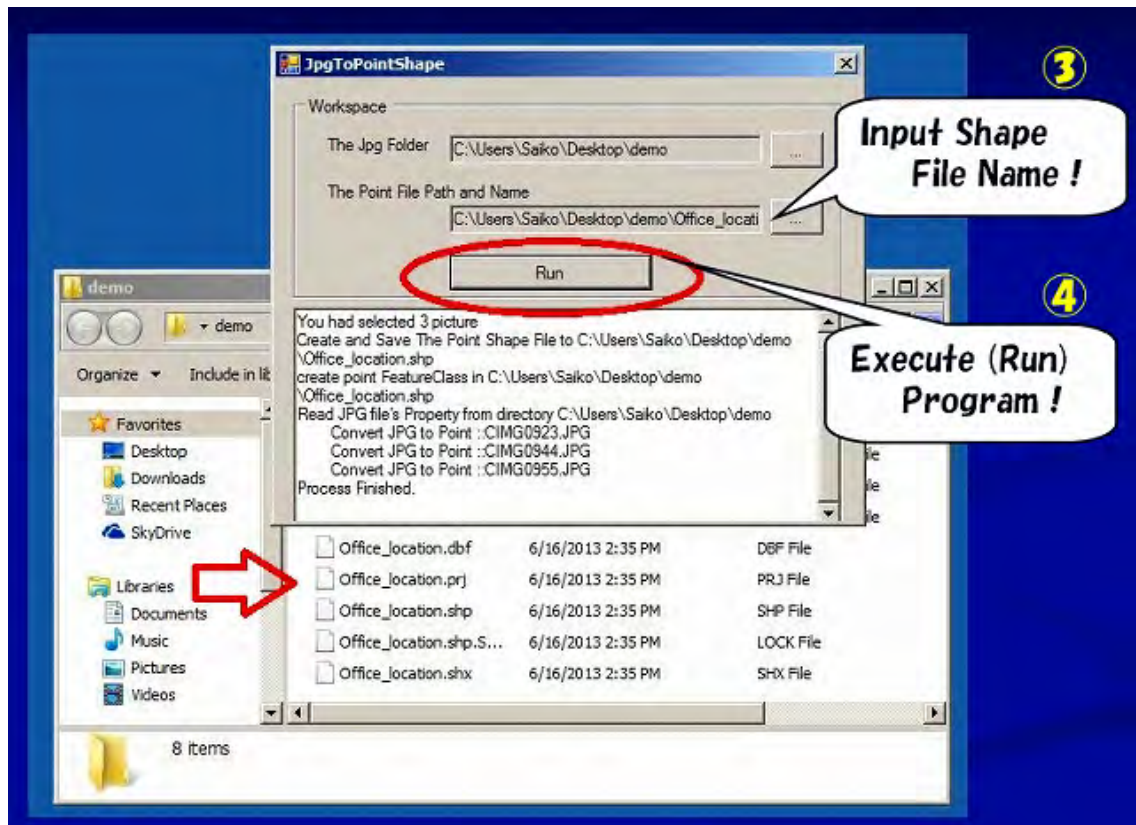 JpgToPointShape
③
Workspace
The Jpg Folder
C:\Users\Saiko\Desktop\demo
...
Input Shape
File Name !
The Point File Path and Name
C:\Users\Saiko\Desktop\demo\Office_locati
...
Run
④
Execute (Run)
Program !
You had selected 3 picture
Create and Save The Point Shape File to C:\Users\Saiko\Desktop\demo
\Office_location.shp
create point FeatureClass in C:\Users\Saiko\Desktop\demo
\Office_location.shp
Read JPG file's Property from directory C:\Users\Saiko\Desktop\demo
Convert JPG to Point ::CIMG0923.JPG
Convert JPG to Point ::CIMG0944.JPG
Convert JPG to Point ::CIMG0955.JPG
Process Finished.
demo
demo
Organize
Include in
Favorites
Desktop
Downloads
Recent Places
SkyDrive
Libraries
Documents
Music
Pictures
Videos
Office_location.dbf 6/16/2013 2:35 PM DBF File
Office_location.prj 6/16/2013 2:35 PM PRJ File
Office_location.shp 6/16/2013 2:35 PM SHP File
Office_location.shp.S... 6/16/2013 2:35 PM LOCK File
Office_location.shx 6/16/2013 2:35 PM SHX File
8 items